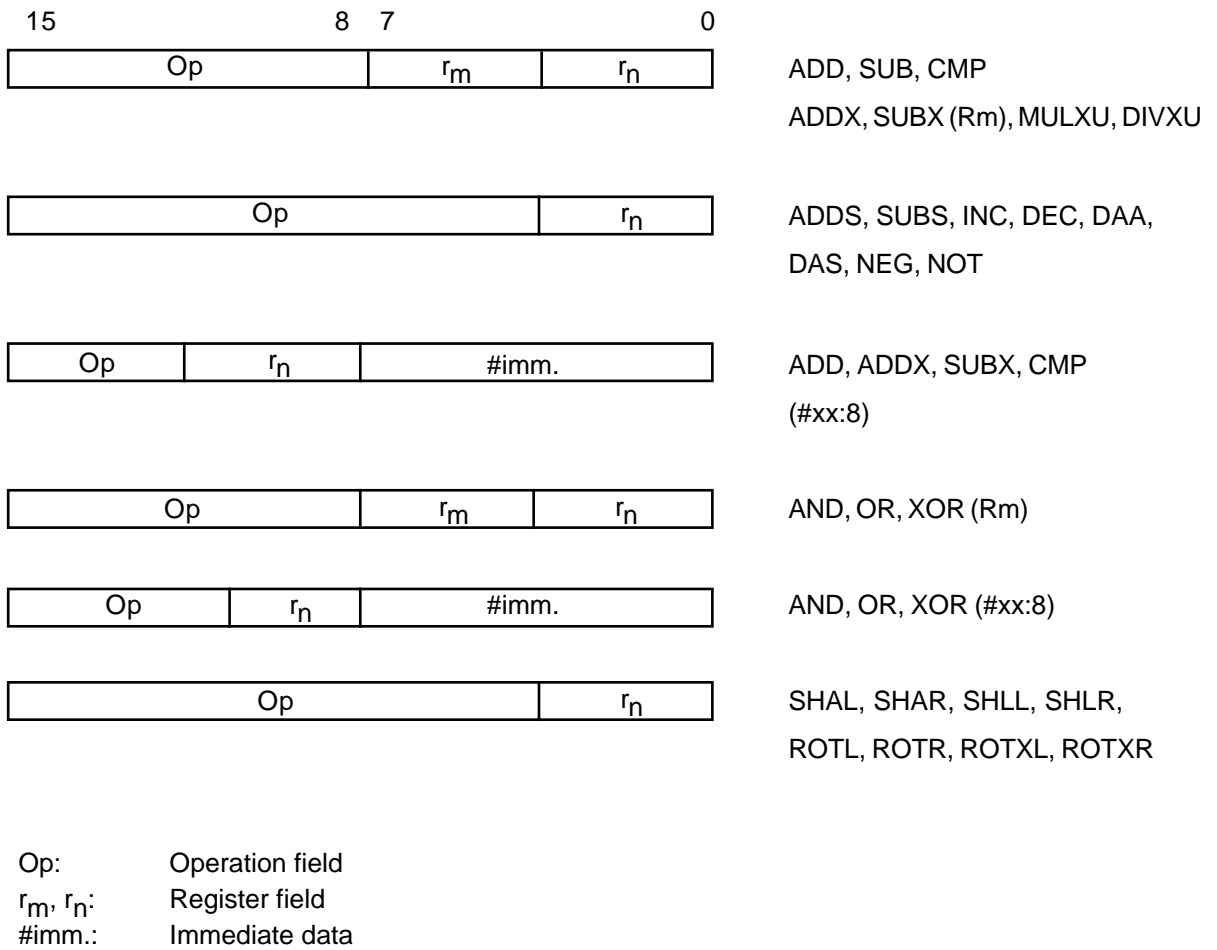 15 8 7 0
Op rm rn ADD, SUB, CMP
ADDX, SUBX (Rm), MULXU, DIVXU
Op rn ADDS, SUBS, INC, DEC, DAA,
DAS, NEG, NOT
Op rn #imm. ADD, ADDX, SUBX, CMP
(#xx:8)
Op rm rn AND, OR, XOR (Rm)
Op rn #imm. AND, OR, XOR (#xx:8)
Op rn SHAL, SHAR, SHLL, SHLR,
ROTL, ROTR, ROTXL, ROTXR
Op: Operation field
rm, rn: Register field
#imm.: Immediate data